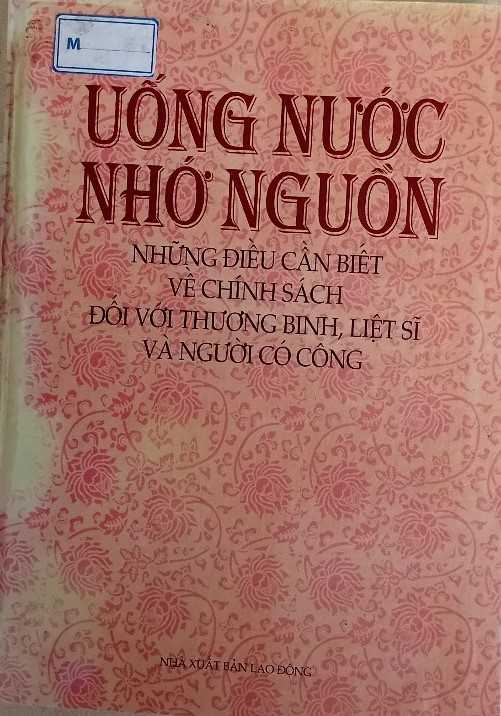 M
UỐNG NƯỚC
NHỚ NGUỒN
NHỮNG ĐIỀU CẦN BIẾT
VỀ CHÍNH SÁCH
ĐỐI VỚI THƯƠNG BINH, LIỆT SĨ
VÀ NGƯỜI CÓ CÔNG
NHÀ XUẤT BẢN LAO ĐỘNG